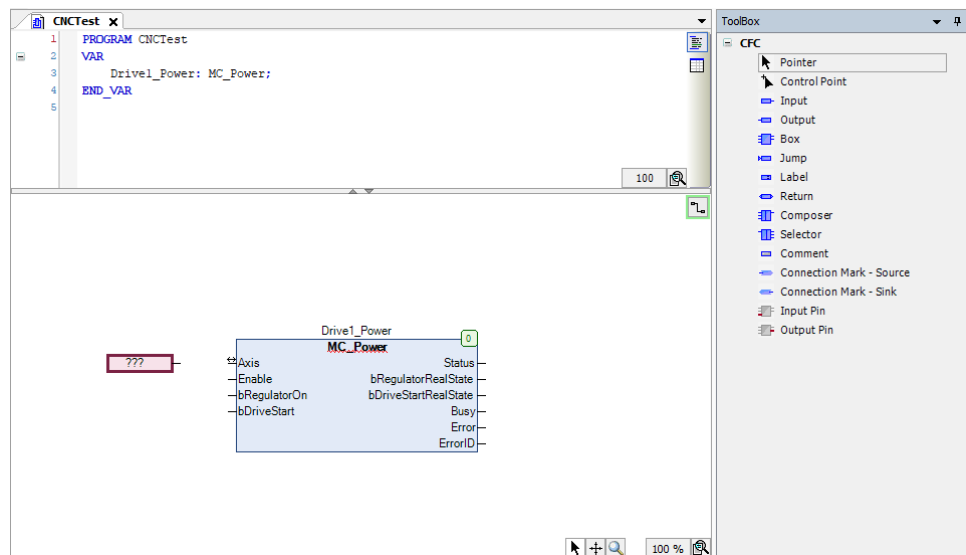 CNCTest
1 PROGRAM CNCTest
2 VAR
3 Drive1_Power: MC_Power;
4 END_VAR
5
100
Drive1_Power
0
MC_Power
???
Axis
Status
Enable
bRegulatorRealState
bRegulatorOn
bDriveStartRealState
bDriveStart
Busy
Error
ErrorID
100 %
ToolBox
CFC
Pointer
Control Point
Input
Output
Box
Jump
Label
Return
Composer
Selector
Comment
Connection Mark - Source
Connection Mark - Sink
Input Pin
Output Pin